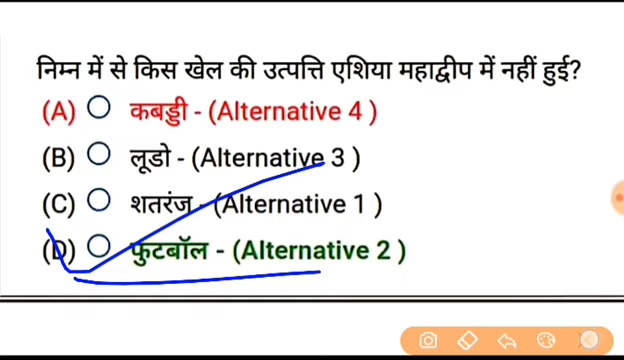 निम्न में से किस खेल की उत्पत्ति एशिया महाद्वीप में नहीं हुई?
(A) कबड्डी - (Alternative 4 )
(B) लूडो - (Alternative 3 )
(C) शतरंज - (Alternative 1 )
(D) फुटबॉल - (Alternative 2 )